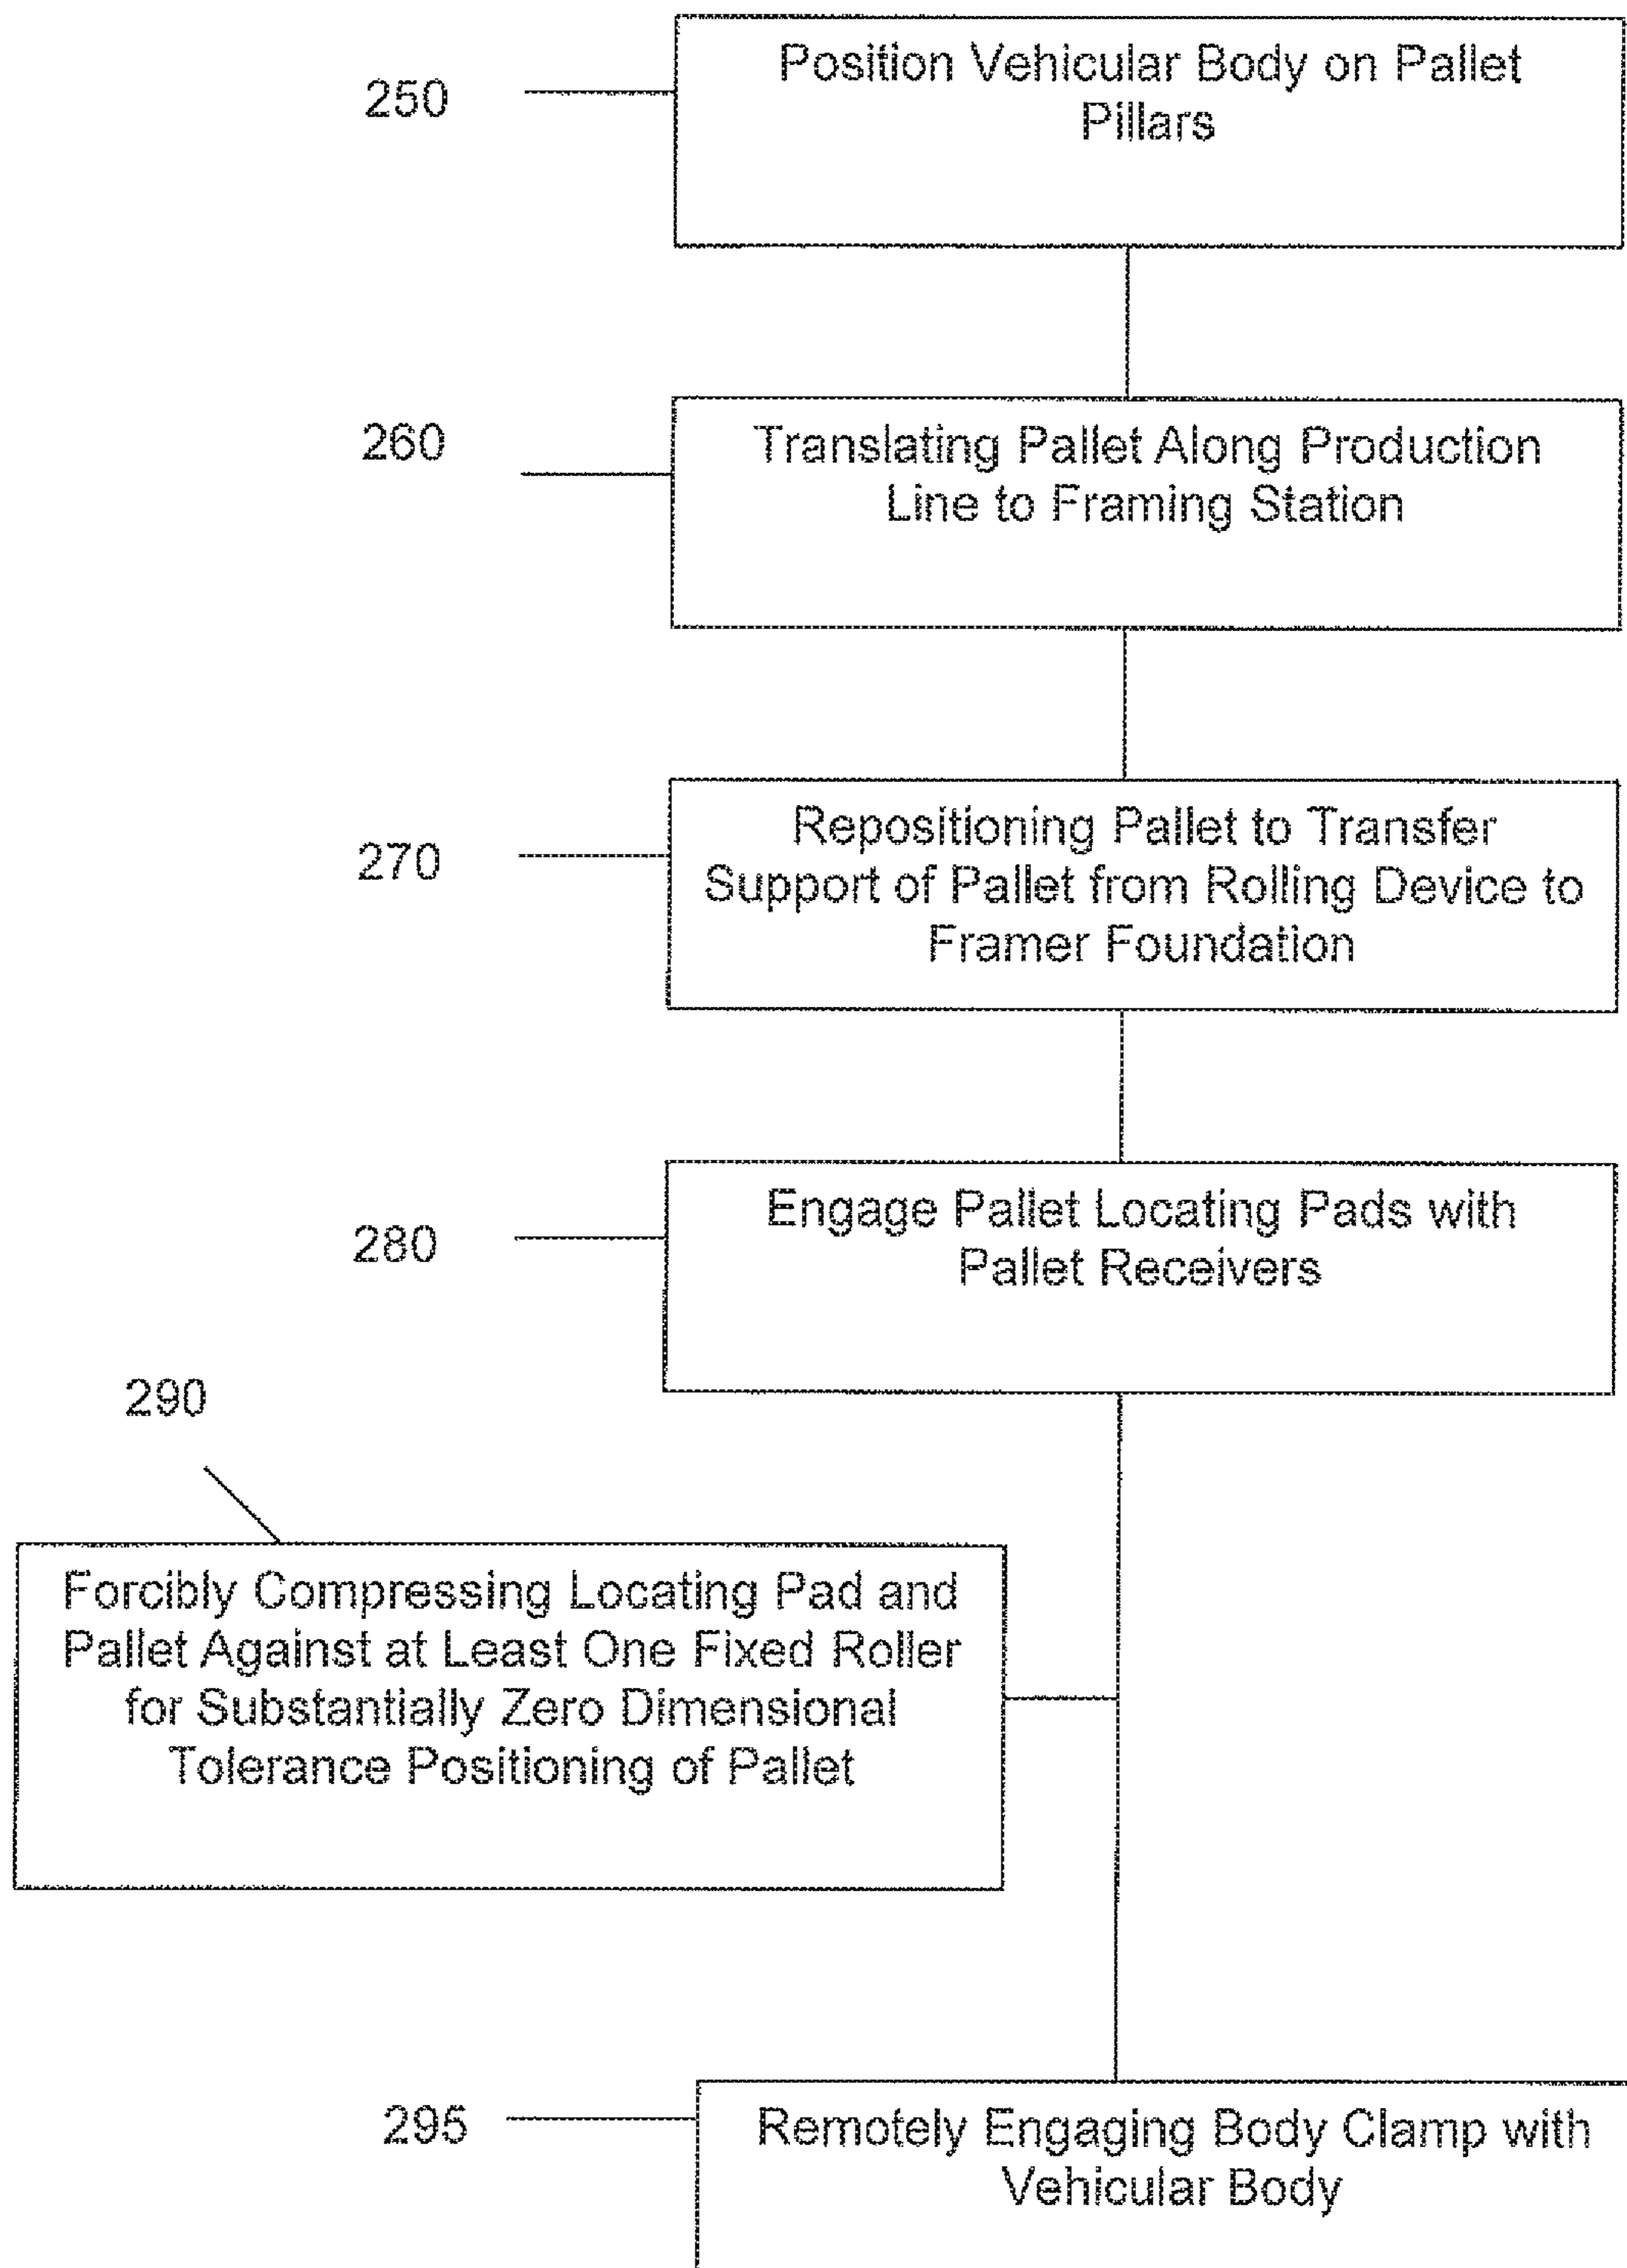 250
Position Vehicular Body on Pallet
Pillars
260
Translating Pallet Along Production
Line to Framing Station
270
Repositioning Pallet to Transfer
Support of Pallet from Rolling Device to
Framer Foundation
280
Engage Pallet Locating Pads with
Pallet Receivers
290
Forcibly Compressing Locating Pad and
Pallet Against at Least One Fixed Roller
for Substantially Zero Dimensional
Tolerance Positioning of Pallet
295
Remotely Engaging Body Clamp with
Vehicular Body